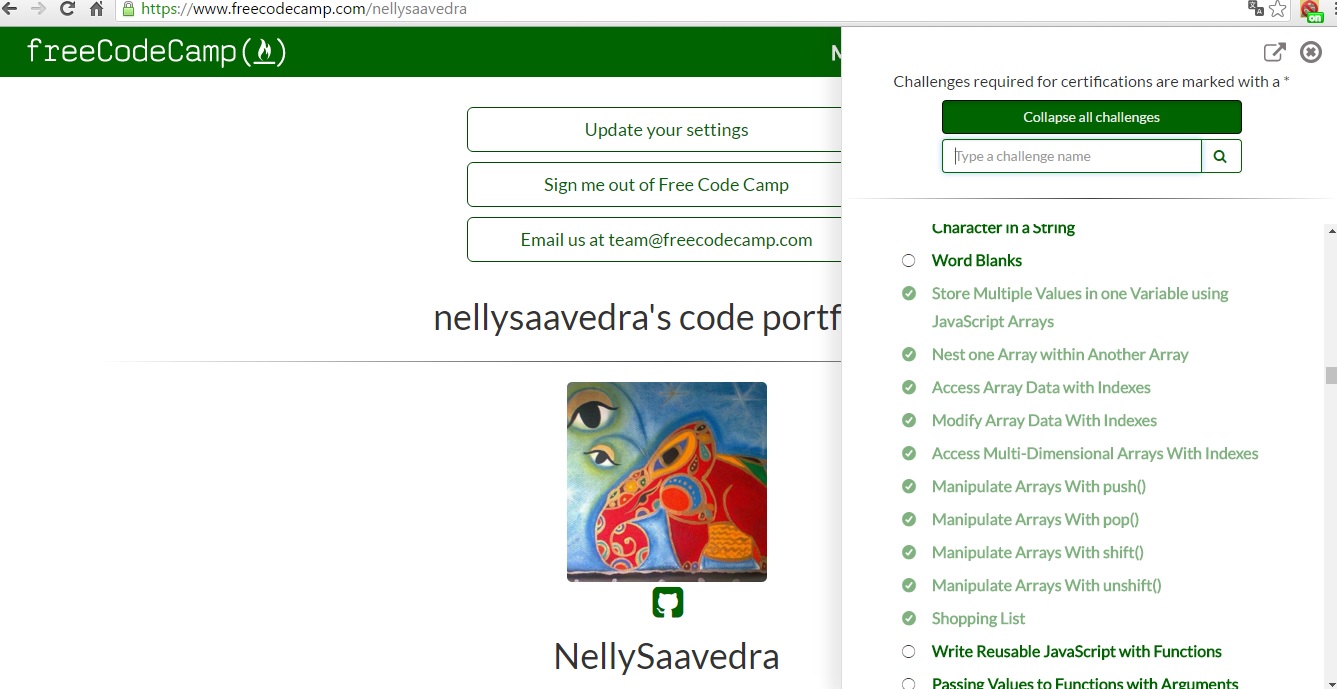 https://www.freecodecamp.com/nellysaavedra
on
freeCodeCamp(
)
Update your settings
Sign me out of Free Code Camp
Email us at team@freecodecamp.com
nellysaavedra's code portf
NellySaavedra
Challenges required for certifications are marked with a *
Collapse all challenges
Type a challenge name
Character in a String
Word Blanks
Store Multiple Values in one Variable using
JavaScript Arrays
Nest one Array within Another Array
Access Array Data with Indexes
Modify Array Data With Indexes
Access Multi-Dimensional Arrays With Indexes
Manipulate Arrays With push()
Manipulate Arrays With pop()
Manipulate Arrays With shift()
Manipulate Arrays With unshift()
Shopping List
Write Reusable JavaScript with Functions
Passing Values to Functions with Arguments